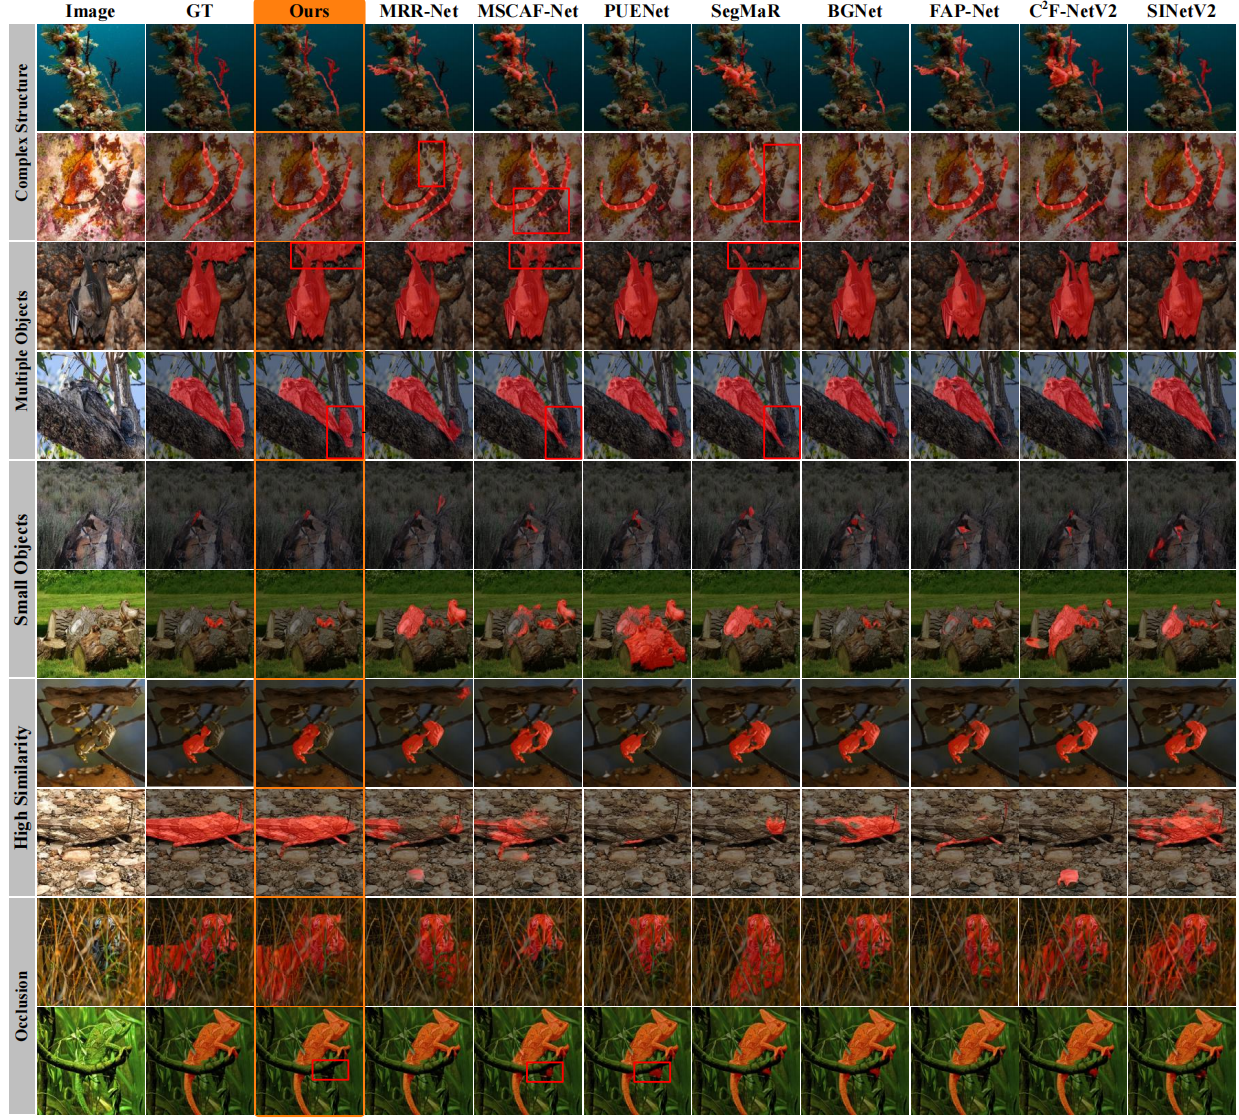 Image GT Ours MRR-Net MSCAF-Net PUENet SegMaR BGNet FAP-Net C²F-NetV2 SINetV2
Complex Structure
Multiple Objects
Small Objects
High Similarity
Occlusion